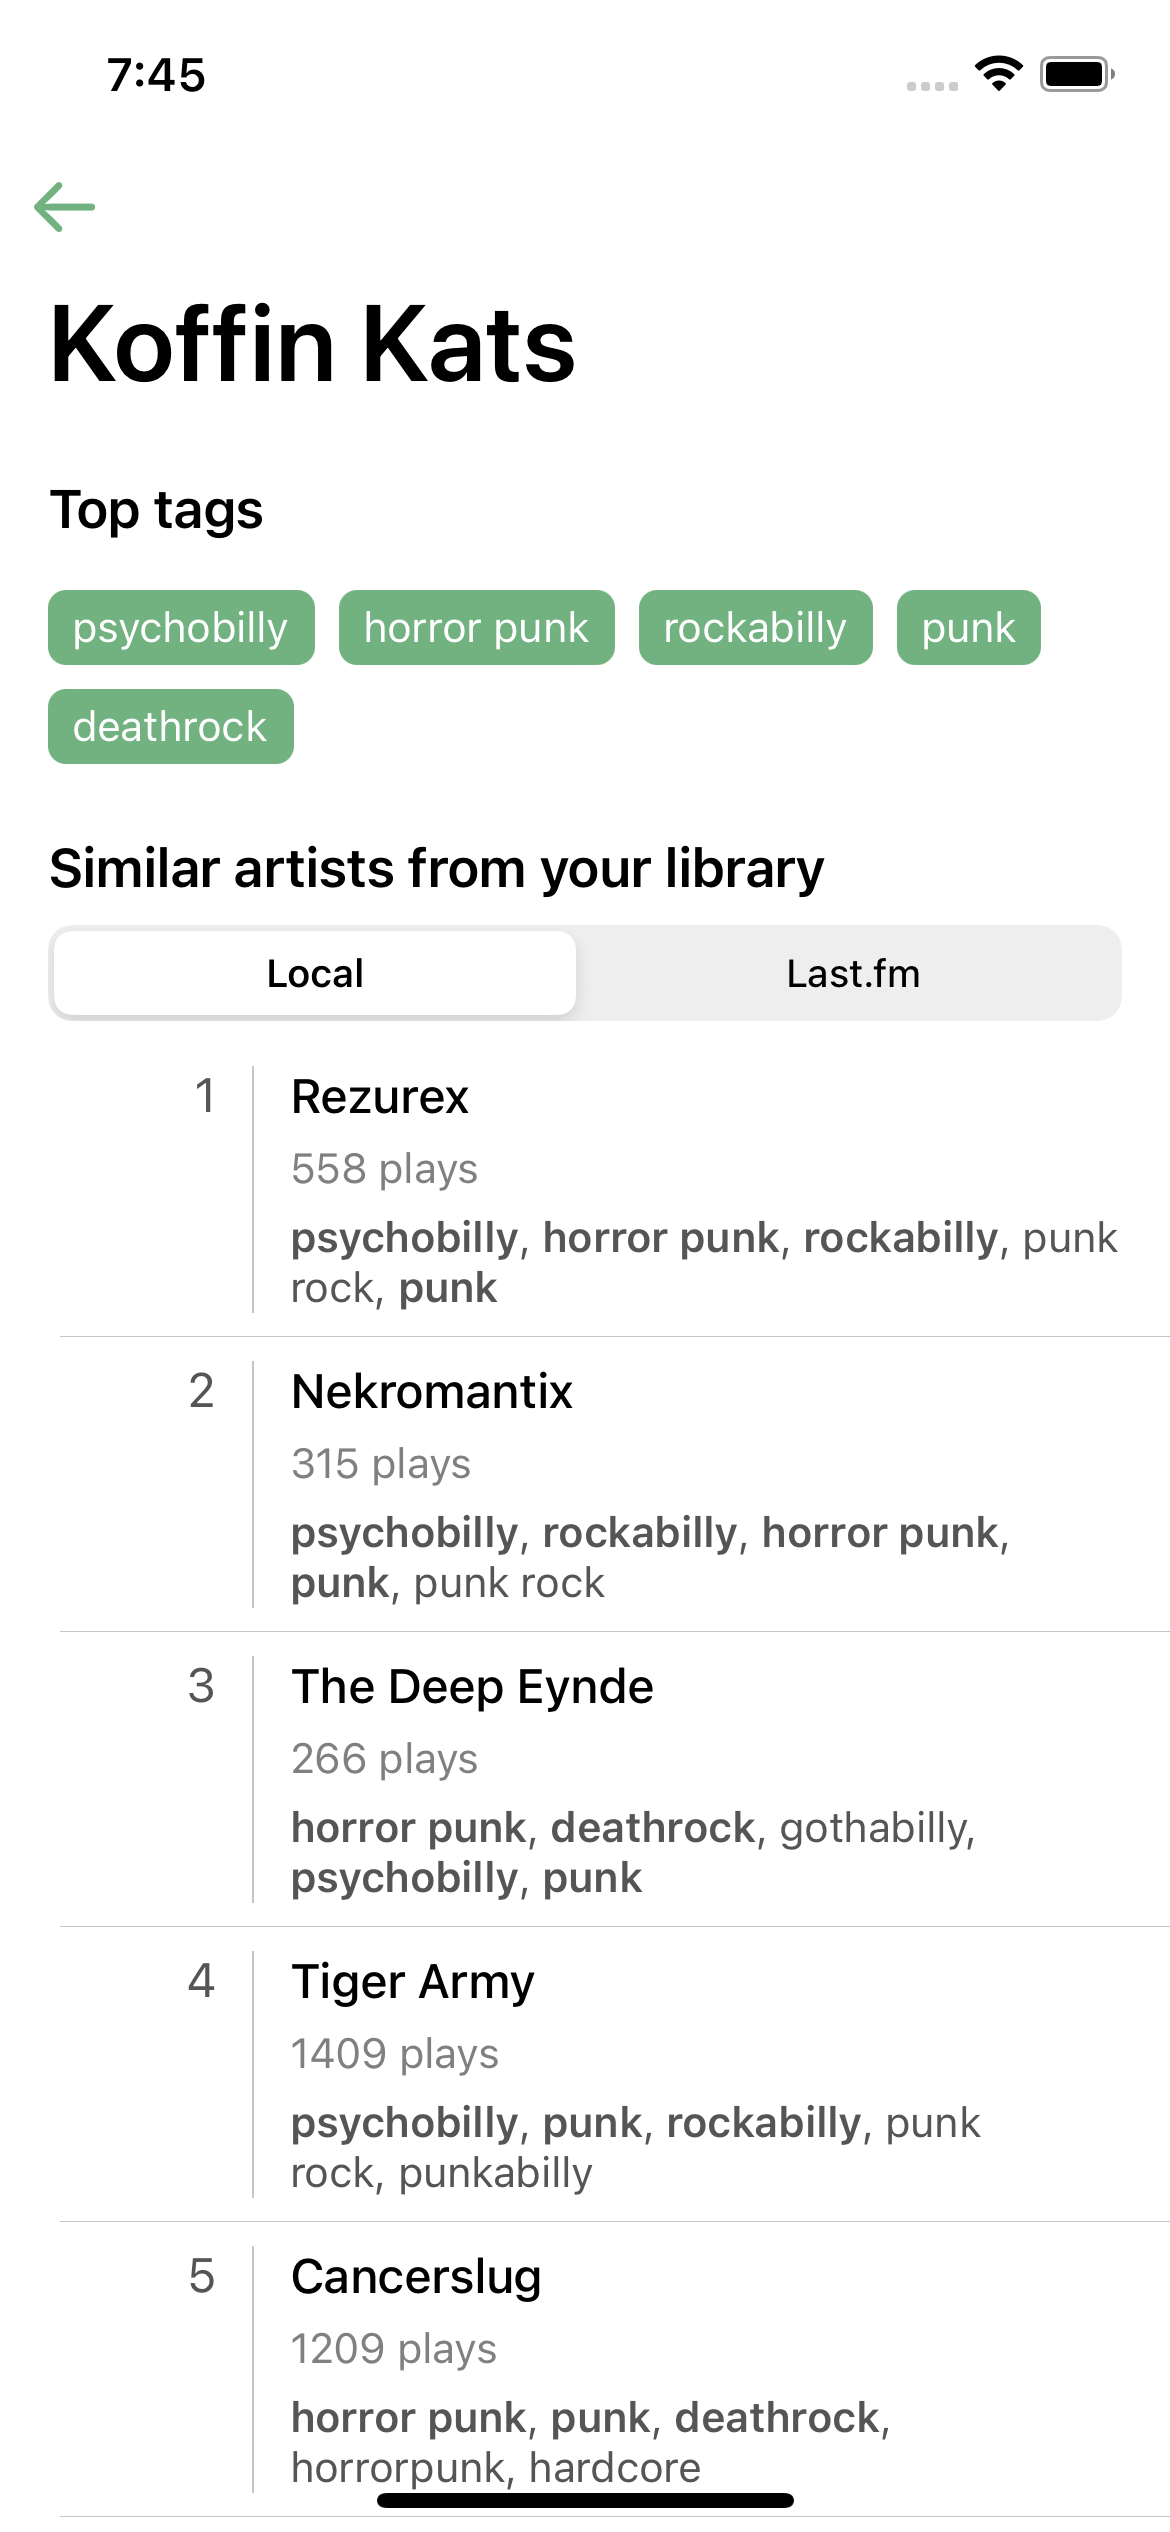 7:45
Koffin Kats
Top tags
psychobilly horror punk rockabilly punk
deathrock
Similar artists from your library
Local Last.fm
1 Rezurex
558 plays
psychobilly, horror punk, rockabilly, punk
rock, punk
2 Nekromantix
315 plays
psychobilly, rockabilly, horror punk,
punk, punk rock
3 The Deep Eynde
266 plays
horror punk, deathrock, gothabilly,
psychobilly, punk
4 Tiger Army
1409 plays
psychobilly, punk, rockabilly, punk
rock, punkabilly
5 Cancerslug
1209 plays
horror punk, punk, deathrock,
horrorpunk, hardcore